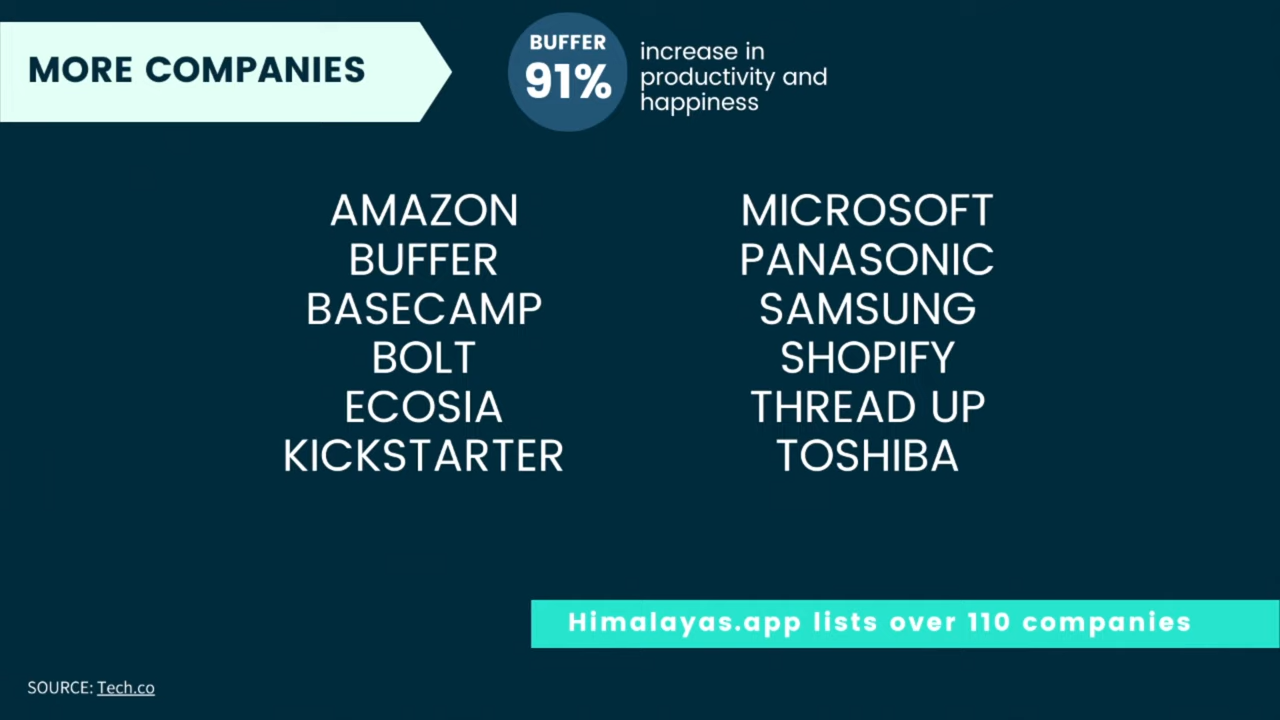 MORE COMPANIES
BUFFER
91%
increase in
productivity and
happiness
AMAZON
BUFFER
BASECAMP
BOLT
ECOSIA
KICKSTARTER
MICROSOFT
PANASONIC
SAMSUNG
SHOPIFY
THREAD UP
TOSHIBA
Himalayas.app lists over 110 companies
SOURCE: Tech.co